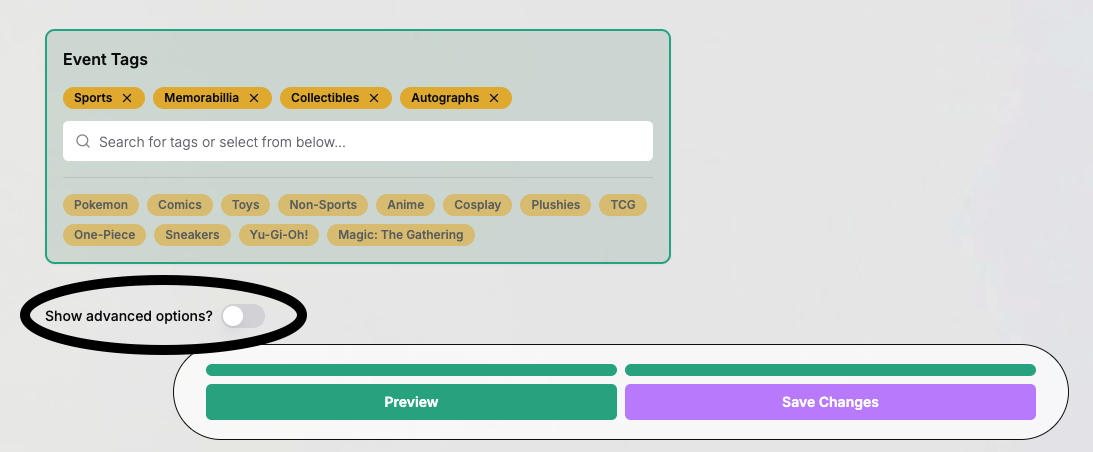 Event Tags
Sports Memorabillia Collectibles Autographs
Search for tags or select from below...
Pokemon Comics Toys Non-Sports Anime Cosplay Plushies TCG
One-Piece Sneakers Yu-Gi-Oh! Magic: The Gathering
Show advanced options?
Preview Save Changes